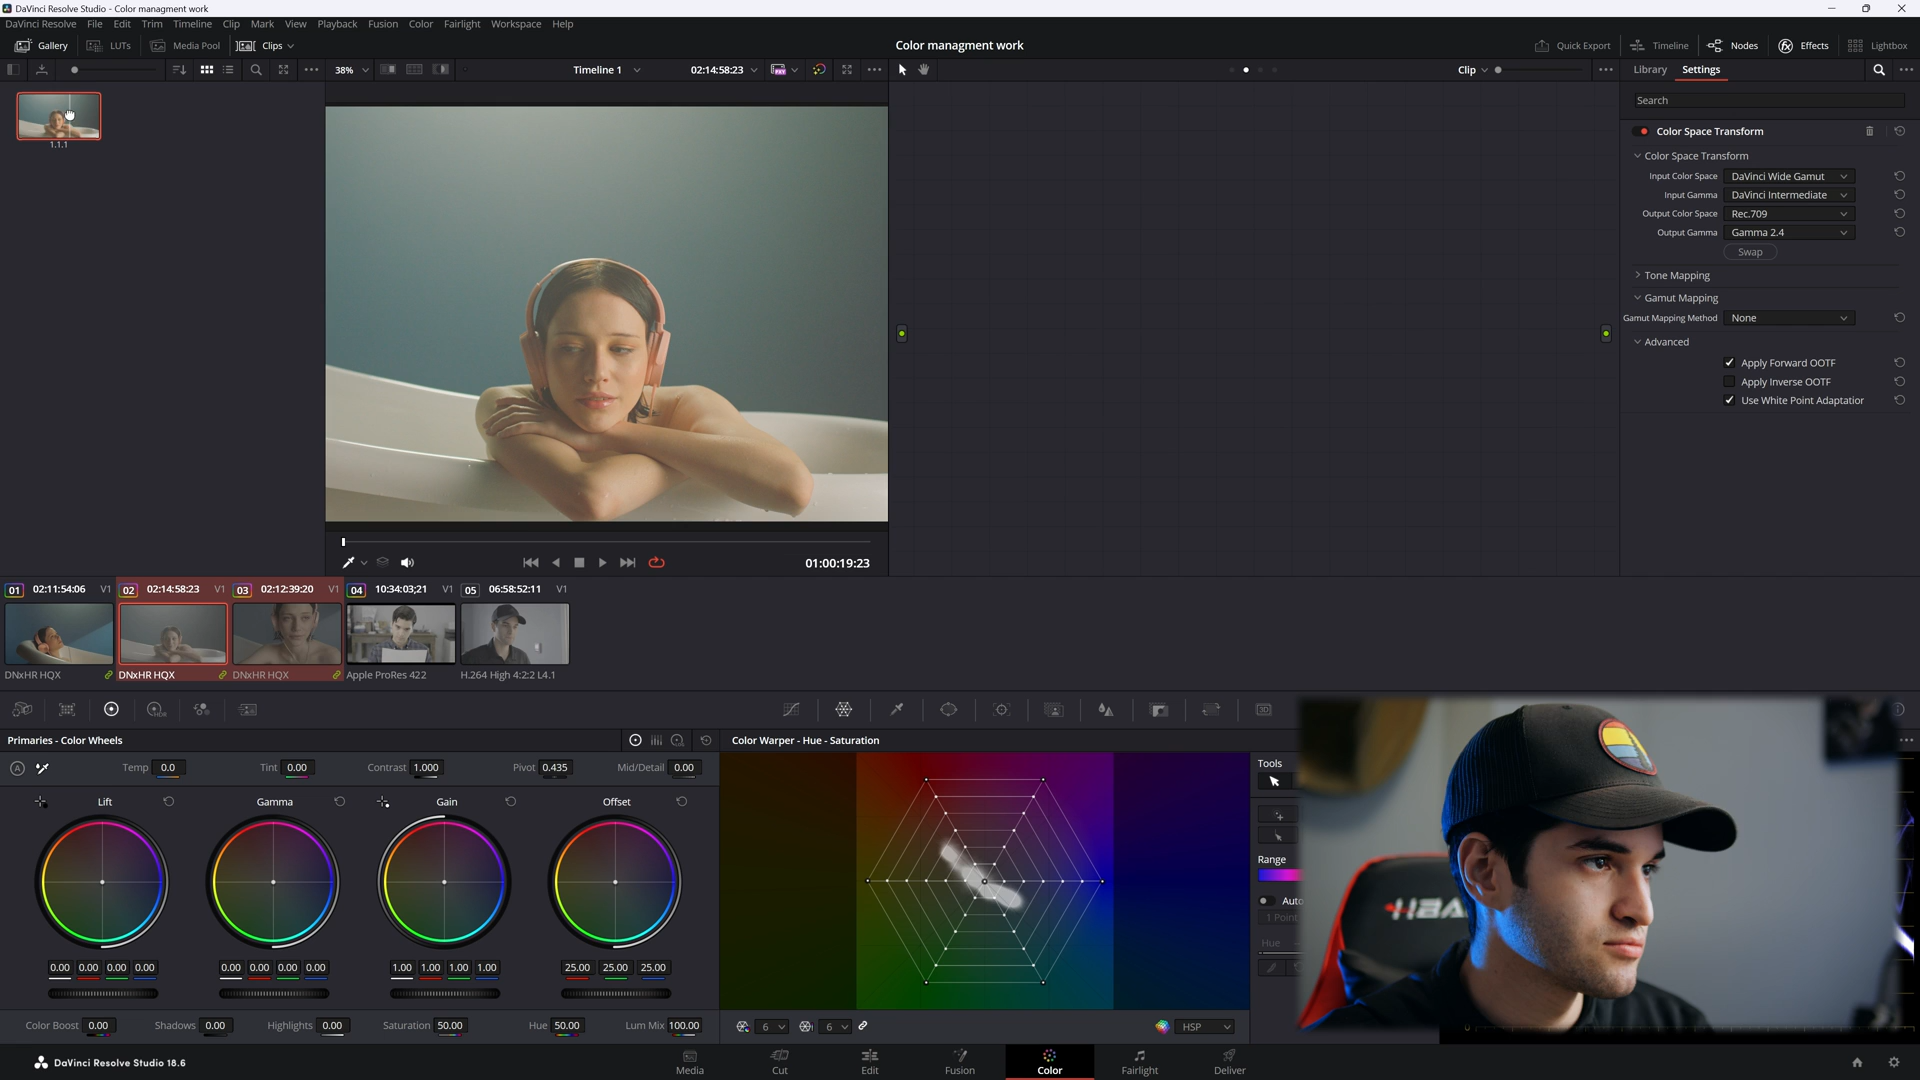 DaVinci Resolve Studio - Color managment work
DaVinci Resolve File Edit Trim Timeline Clip Mark View Playback Fusion Color Fairlight Workspace Help
Gallery LUTs Media Pool Clips
Color managment work
Quick Export Timeline Nodes Effects Lightbox
38%
Timeline 1
02:14:58:23
Clip
Library Settings
1.1.1
Search
Color Space Transform
Color Space Transform
Input Color Space DaVinci Wide Gamut
Input Gamma DaVinci Intermediate
Output Color Space Rec.709
Output Gamma Gamma 2.4
Swap
Tone Mapping
Gamut Mapping
Gamut Mapping Method None
Advanced
Apply Forward OOTF
Apply Inverse OOTF
Use White Point Adaptatior
01:00:19:23
01 02:11:54:06 V1 02 02:14:58:23 V1 03 02:12:39:20 V1 04 10:34:03;21 V1 05 06:58:52:11 V1
DNxHR HQX DNxHR HQX DNxHR HQX Apple ProRes 422 H.264 High 4:2:2 L4.1
HDR
3D
Primaries - Color Wheels
Color Warper - Hue - Saturation
A Temp 0.0 Tint 0.00 Contrast 1.000 Pivot 0.435 Mid/Detail 0.00
Tools
Lift Gamma Gain Offset
Range
Auto
1 Point
Hue
0.00 0.00 0.00 0.00 0.00 0.00 0.00 0.00 1.00 1.00 1.00 1.00 25.00 25.00 25.00
Color Boost 0.00 Shadows 0.00 Highlights 0.00 Saturation 50.00 Hue 50.00 Lum Mix 100.00
6 6 HSP
DaVinci Resolve Studio 18.6
Media Cut Edit Fusion Color Fairlight Deliver